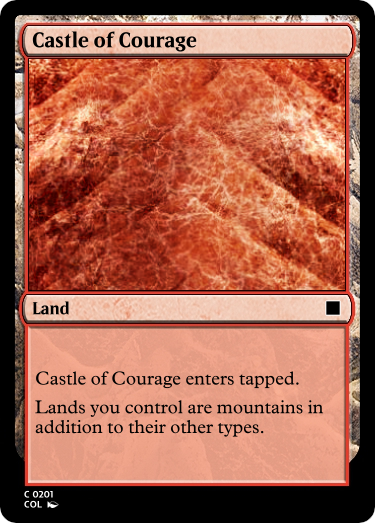 Castle of Courage
Land
Castle of Courage enters tapped.
Lands you control are mountains in
addition to their other types.
C 0201
COL